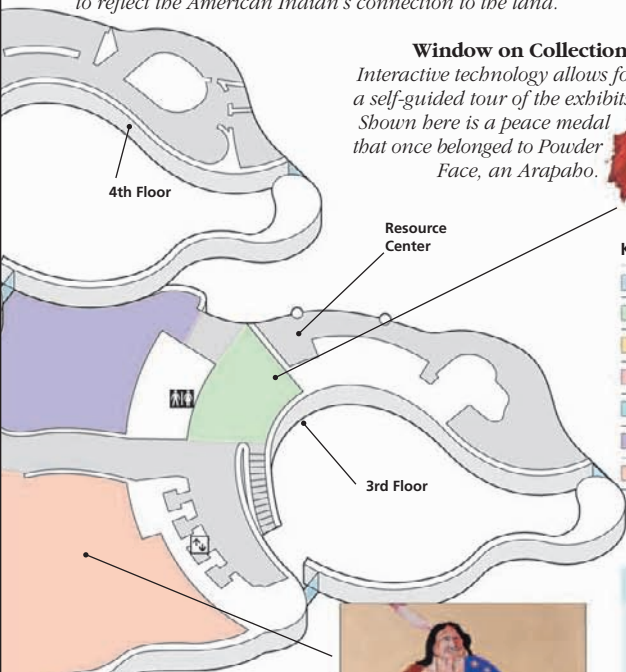 to reflect the American Indian's connection to the land.
Window on Collection
Interactive technology allows fo
a self-guided tour of the exhibits
Shown here is a peace medal
that once belonged to Powder
Face, an Arapaho.
4th Floor
Resource
Center
K
3rd Floor